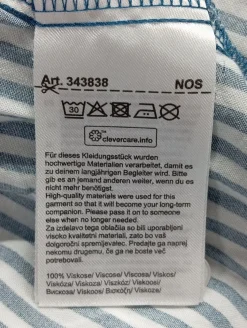 Art. 343838 NOS
30
clevercare.info
Für dieses Kleidungsstück wurden
hochwertige Materialien verarbeitet, damit es
zu deinem langjährigen Begleiter wird. Bitte
gib es an jemand anderen weiter, wenn du es
nicht mehr benötigst.
High-quality materials were used for this
garment so that it will become your long-term
companion. Please pass it on to someone
else when no longer needed.
Za izdelavo tega oblačila so bili uporabljeni
visoko kvalitetni materiali, zato bo vaš
dolgoročni spremljevalec. Predajte ga naprej
nekomu drugemu, če ga ne boste več
potrebovali.
100% Viskose/Viscose/Viscosa/Viskos/
Viskóza/Viskoza/Viszkóz/Viskoos/
Вискоза/Viskoze/Βισκόζη/Viskoze